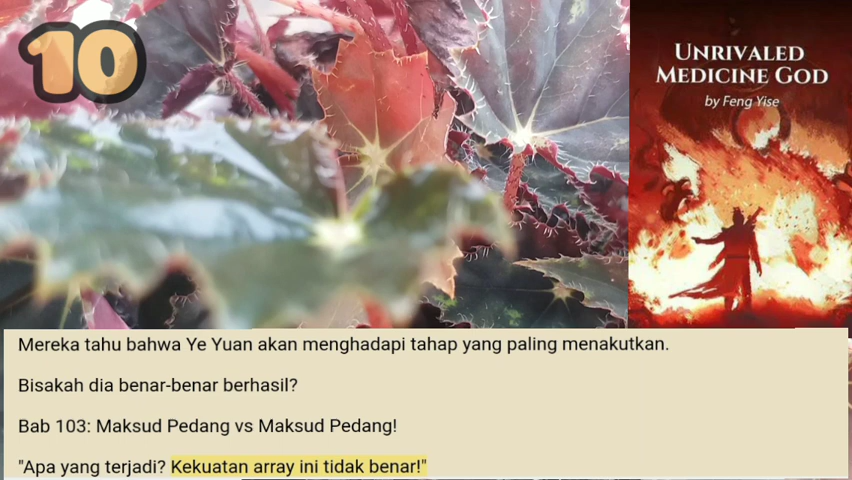 10
UNRIVALED
MEDICINE GOD
by Feng Yise
Mereka tahu bahwa Ye Yuan akan menghadapi tahap yang paling menakutkan.
Bisakah dia benar-benar berhasil?
Bab 103: Maksud Pedang vs Maksud Pedang!
"Apa yang terjadi? Kekuatan array ini tidak benar!"